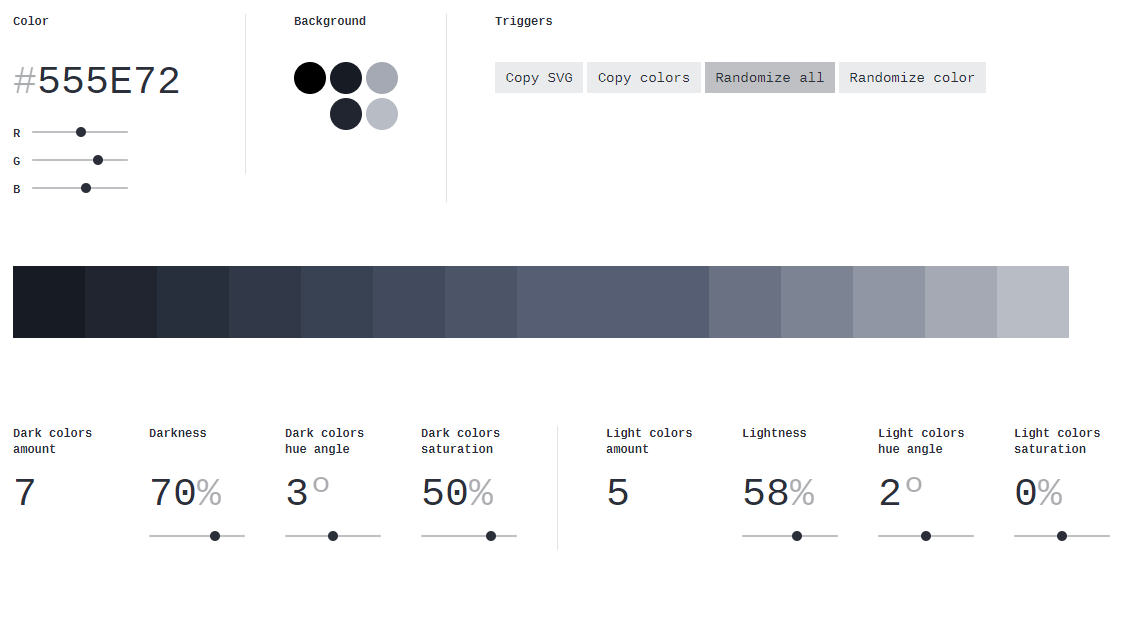 Color
Background
Triggers
#555E72
Copy SVG
Copy colors
Randomize all
Randomize color
R
G
B
Dark colors
amount
7
Darkness
70%
Dark colors
hue angle
3°
Dark colors
saturation
50%
Light colors
amount
5
Lightness
58%
Light colors
hue angle
2°
Light colors
saturation
0%